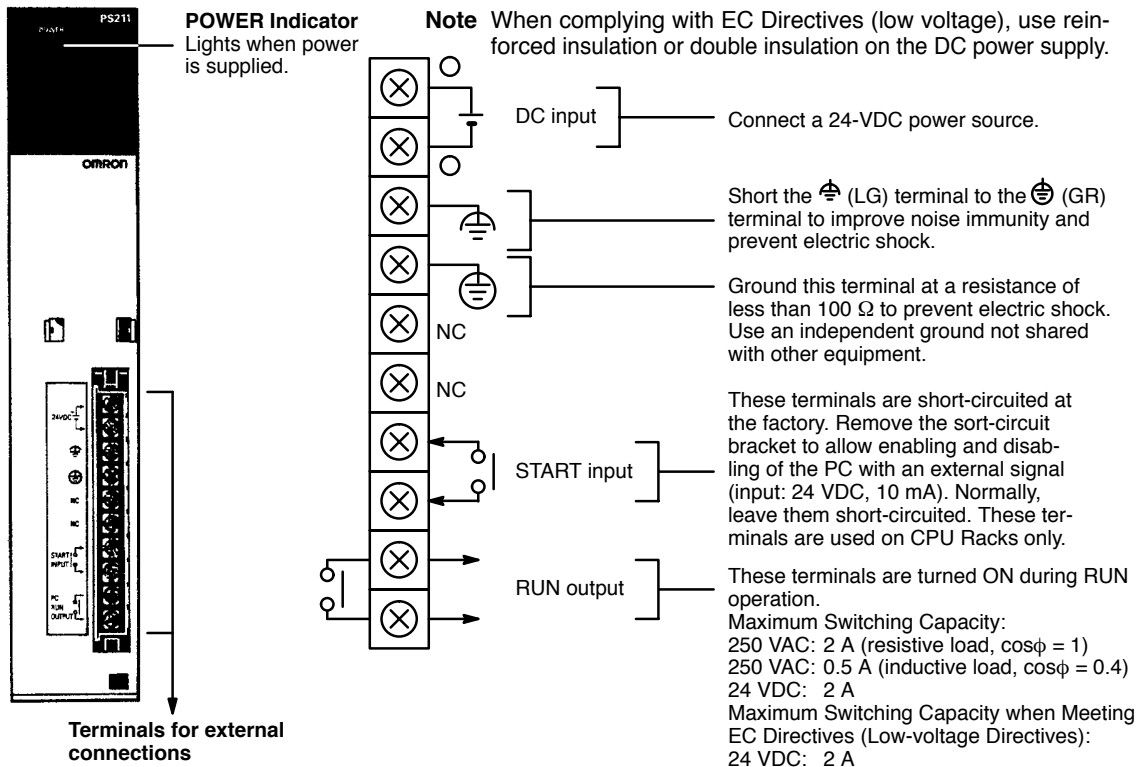 PS211
POWER
POWER Indicator
Lights when power
is supplied.
Note When complying with EC Directives (low voltage), use rein-
forced insulation or double insulation on the DC power supply.
OMRON
24VDC
NC
NC
START
INPUT
PC
RUN
OUTPUT
Terminals for external
connections
DC input
Connect a 24-VDC power source.
Short the (LG) terminal to the (GR)
terminal to improve noise immunity and
prevent electric shock.
Ground this terminal at a resistance of
less than 100 Ω to prevent electric shock.
Use an independent ground not shared
with other equipment.
NC
NC
START input
These terminals are short-circuited at
the factory. Remove the sort-circuit
bracket to allow enabling and disab-
ling of the PC with an external signal
(input: 24 VDC, 10 mA). Normally,
leave them short-circuited. These ter-
minals are used on CPU Racks only.
RUN output
These terminals are turned ON during RUN
operation.
Maximum Switching Capacity:
250 VAC: 2 A (resistive load, cosϕ = 1)
250 VAC: 0.5 A (inductive load, cosϕ = 0.4)
24 VDC: 2 A
Maximum Switching Capacity when Meeting
EC Directives (Low-voltage Directives):
24 VDC: 2 A